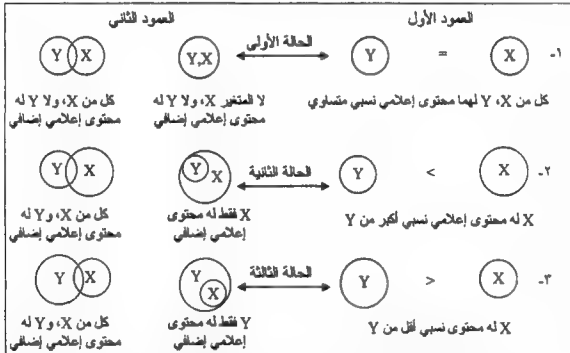 العمود الأول
العمود الثاني
١- X = Y
الحالة الأولى
Y,X
Y X
كل من X، Y لهما محتوى إعلامي نسبي متساوي
لا المتغير X، ولا Y له
محتوى إعلامي إضافي
كل من X، ولا Y له
محتوى إعلامي إضافي
٢- X < Y
الحالة الثانية
Y X
Y X
X له محتوى إعلامي نسبي أكبر من Y
X فقط له محتوى
إعلامي إضافي
كل من X، وY له
محتوى إعلامي إضافي
٣- X > Y
الحالة الثالثة
Y X
Y X
X له محتوى نسبي أقل من Y
Y فقط له محتوى
إعلامي إضافي
كل من X، وY له
محتوى إعلامي إضافي